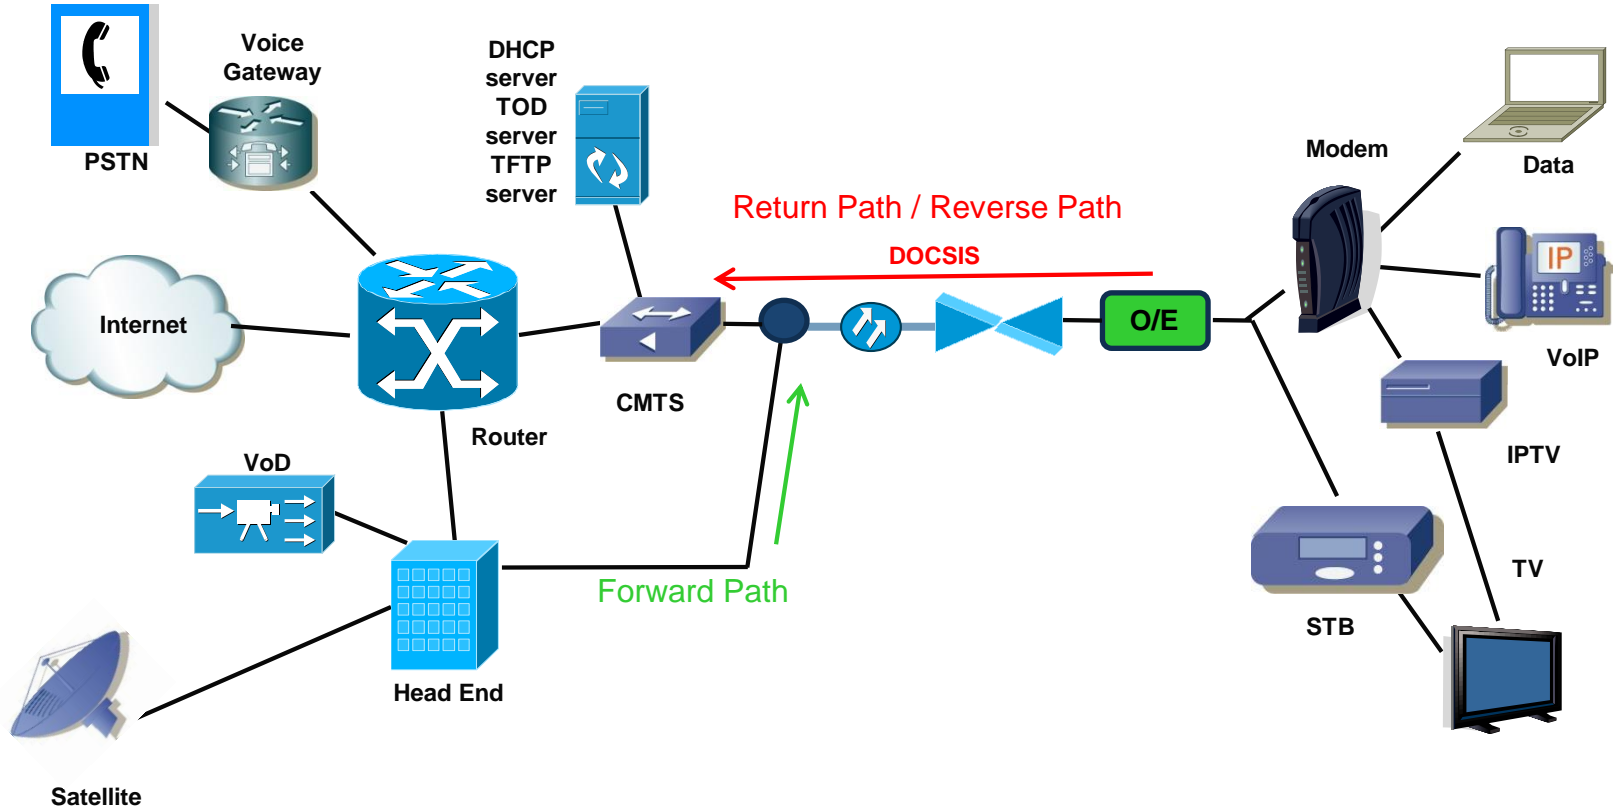 Voice
Gateway
PSTN
DHCP
server
TOD
server
TFTP
server
Return Path / Reverse Path
DOCSIS
Modem
Data
Internet
O/E
IP
VoIP
CMTS
Router
IPTV
VoD
Forward Path
TV
STB
Head End
Satellite